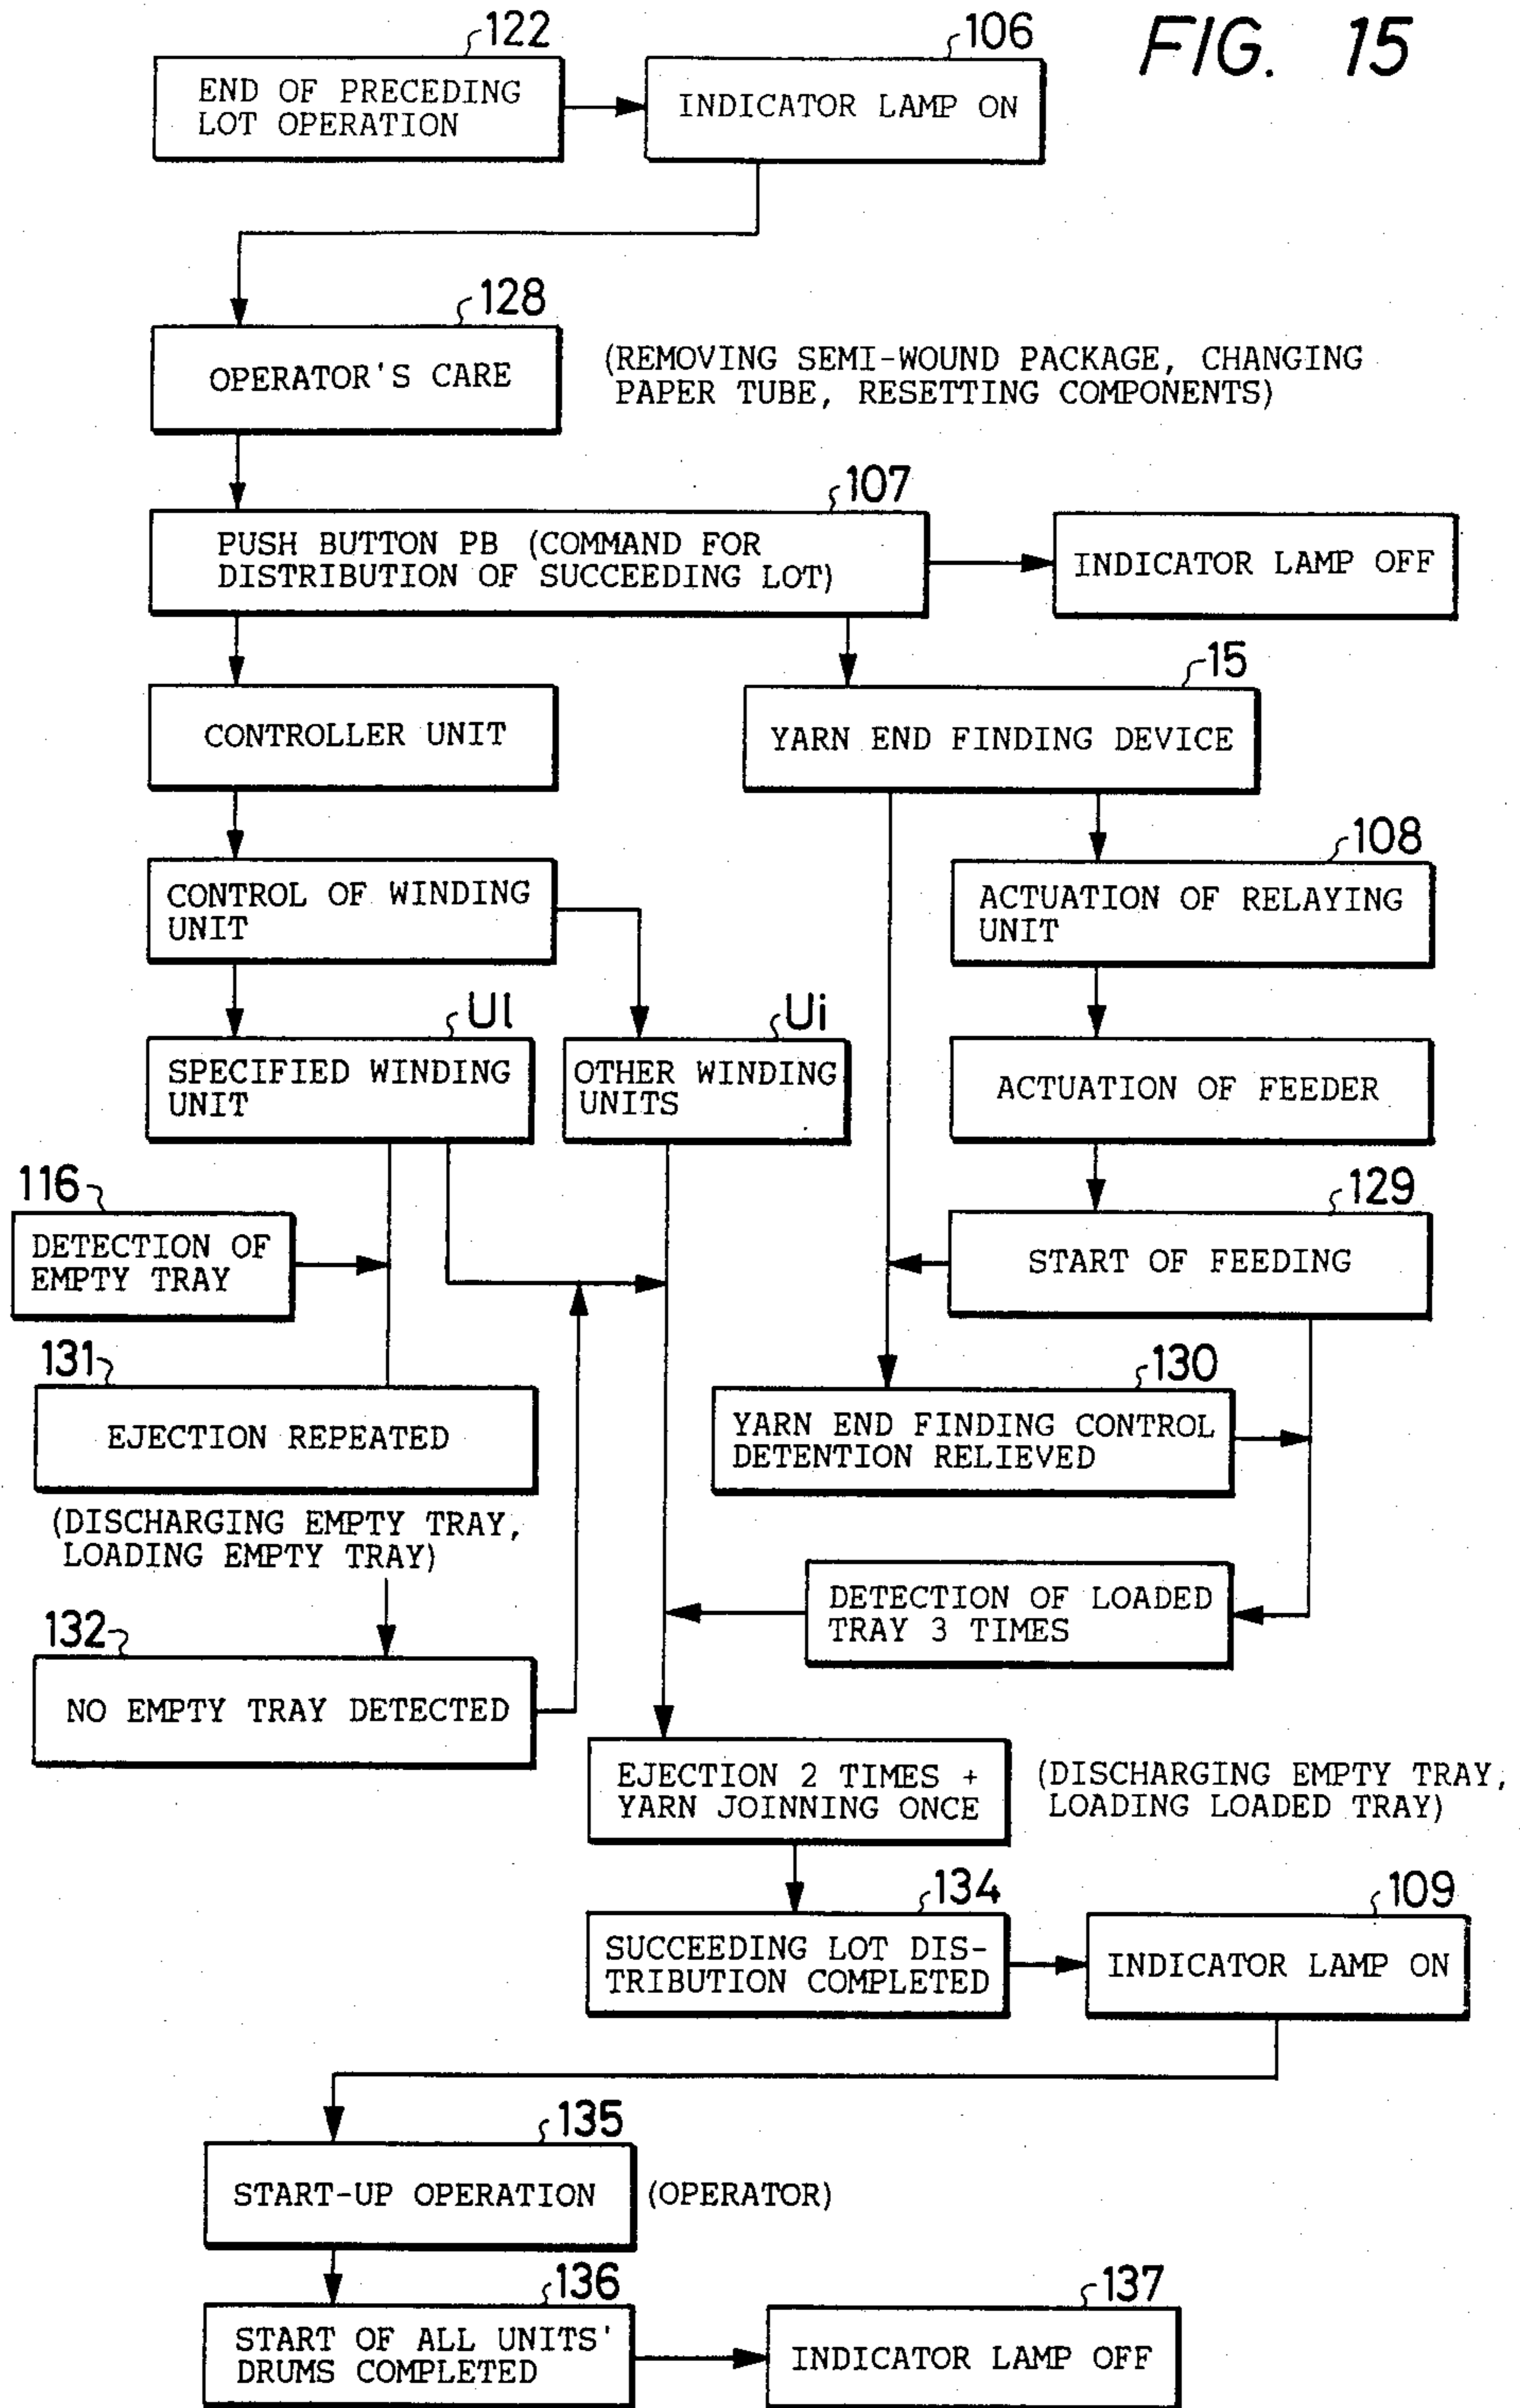 FIG. 15
122
END OF PRECEDING
LOT OPERATION
106
INDICATOR LAMP ON
128
OPERATOR'S CARE
(REMOVING SEMI-WOUND PACKAGE, CHANGING
PAPER TUBE, RESETTING COMPONENTS)
107
PUSH BUTTON PB (COMMAND FOR
DISTRIBUTION OF SUCCEEDING LOT)
INDICATOR LAMP OFF
CONTROLLER UNIT
15
YARN END FINDING DEVICE
CONTROL OF WINDING
UNIT
108
ACTUATION OF RELAYING
UNIT
Ul
SPECIFIED WINDING
UNIT
Ui
OTHER WINDING
UNITS
ACTUATION OF FEEDER
116
DETECTION OF
EMPTY TRAY
129
START OF FEEDING
131
EJECTION REPEATED
(DISCHARGING EMPTY TRAY,
LOADING EMPTY TRAY)
130
YARN END FINDING CONTROL
DETENTION RELIEVED
DETECTION OF LOADED
TRAY 3 TIMES
132
NO EMPTY TRAY DETECTED
EJECTION 2 TIMES +
YARN JOINNING ONCE
(DISCHARGING EMPTY TRAY,
LOADING LOADED TRAY)
134
SUCCEEDING LOT DIS-
TRIBUTION COMPLETED
109
INDICATOR LAMP ON
135
START-UP OPERATION
(OPERATOR)
136
START OF ALL UNITS'
DRUMS COMPLETED
137
INDICATOR LAMP OFF